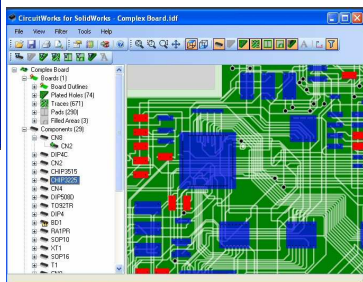 CircuitWorks for SolidWorks - Complex Board.idf
File View Filter Tools Help
Complex Board
Boards (1)
Board Outlines
Plated Holes (74)
Traces (671)
Pads (290)
Filled Areas (3)
Components (29)
CN8
CN2
DIP4C
CN2
CHIP3515
CHIP3225
CN4
DIP508D
TO92TR
DIP4
BD1
RA1PR
SOP10
XT1
SOP16
T1